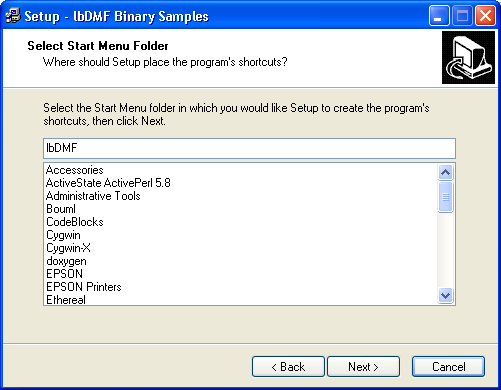 Setup - lbDMF Binary Samples
Select Start Menu Folder
Where should Setup place the program's shortcuts?
Select the Start Menu folder in which you would like Setup to create the program's
shortcuts, then click Next.
lbDMF
Accessories
ActiveState ActivePerl 5.8
Administrative Tools
Bouml
CodeBlocks
Cygwin
Cygwin-X
doxygen
EPSON
EPSON Printers
Ethereal
< Back
Next >
Cancel